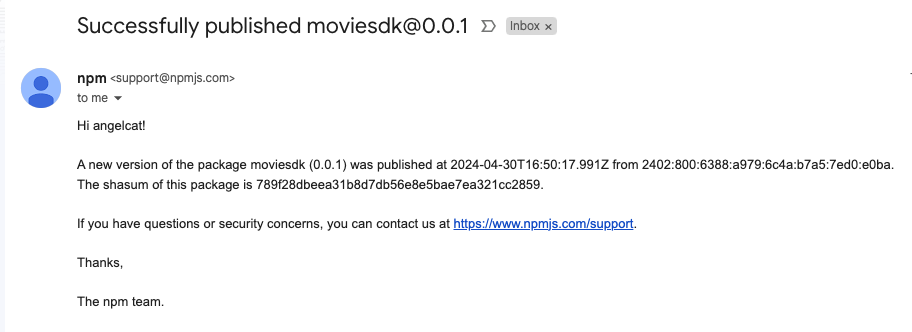 Successfully published moviesdk@0.0.1 Inbox ×
npm <support@npmjs.com>
to me
Hi angelcat!
A new version of the package moviesdk (0.0.1) was published at 2024-04-30T16:50:17.991Z from 2402:800:6388:a979:6c4a:b7a5:7ed0:e0ba.
The shasum of this package is 789f28dbeea31b8d7db56e8e5bae7ea321cc2859.
If you have questions or security concerns, you can contact us at https://www.npmjs.com/support.
Thanks,
The npm team.